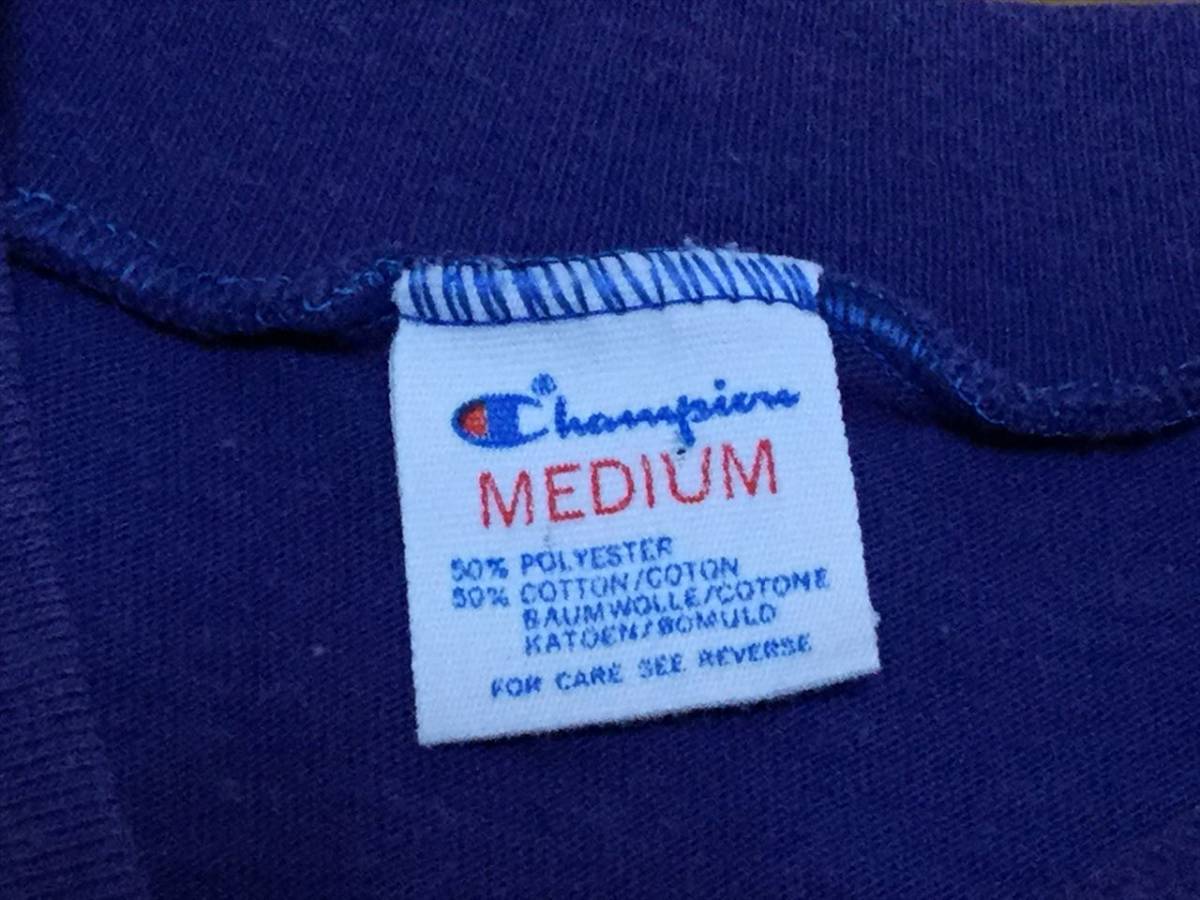 Champion®
MEDIUM
50% POLYESTER
50% COTTON/COTON
BAUMWOLLE/COTONE
KATOEN/BOMULD
FOR CARE SEE REVERSE